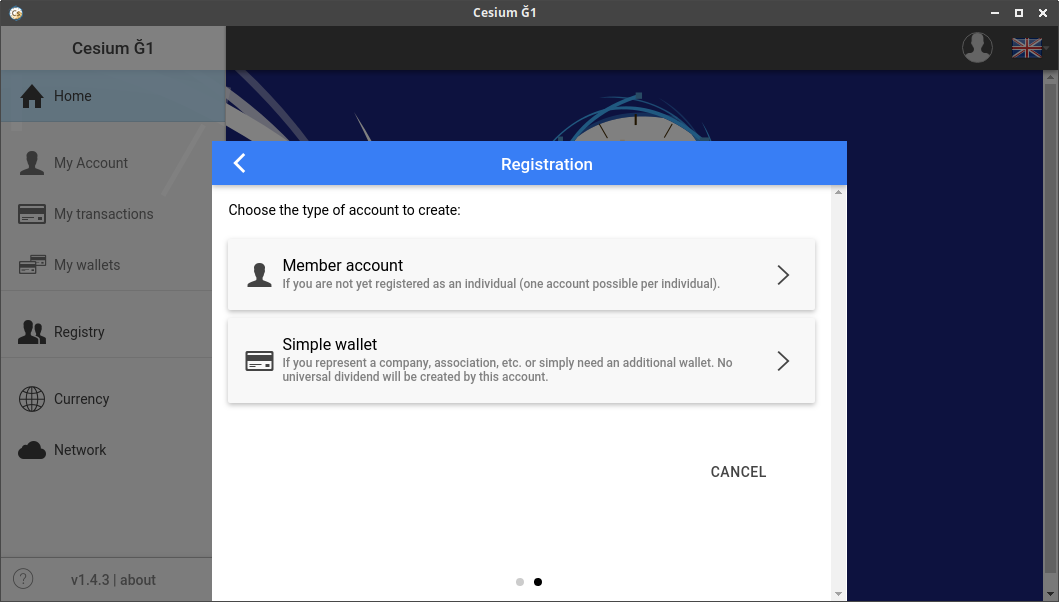 Cesium Ğ1
Cesium Ğ1
Home
My Account
My transactions
My wallets
Registry
Currency
Network
? v1.4.3 | about
Registration
Choose the type of account to create:
Member account
If you are not yet registered as an individual (one account possible per individual).
Simple wallet
If you represent a company, association, etc. or simply need an additional wallet. No
universal dividend will be created by this account.
CANCEL